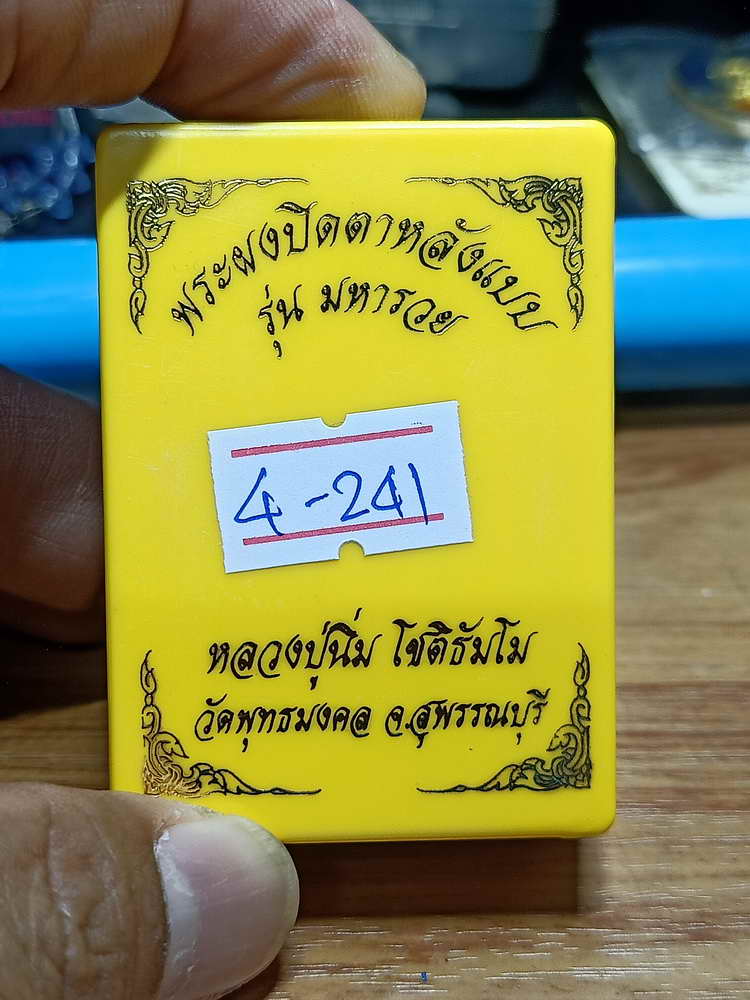 พระผงปิดตาหลังแบบ
รุ่น มหารวย
4-241
หลวงปู่นิ่ม โชติธัมโม
วัดพุทธมงคล จ.สุพรรณบุรี